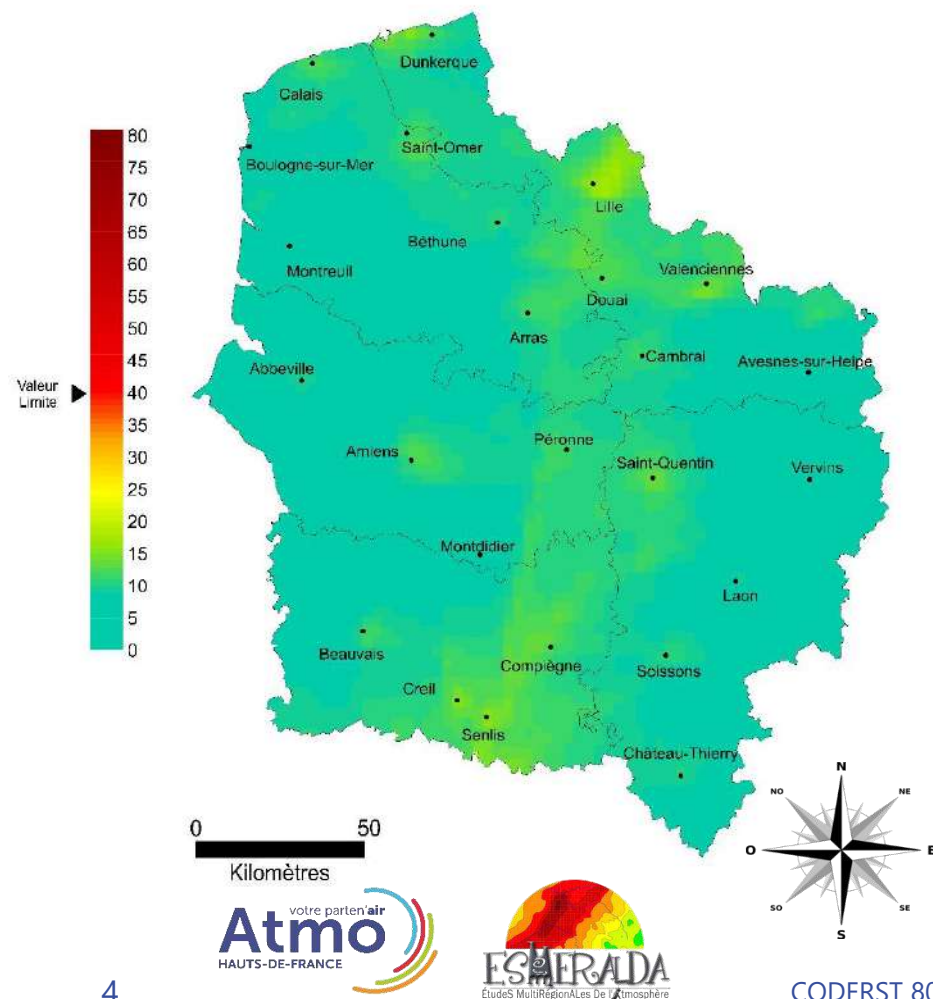 Dunkerque
Calais
Saint-Omer
Boulogne-sur-Mer
Lille
Béthune
Montreuil
Valenciennes
Douai
Arras
Cambrai
Avesnes-sur-Helpe
Abbeville
Péronne
Amiens
Saint-Quentin
Vervins
Montdidier
Laon
Beauvais
Compiègne
Soissons
Creil
Senlis
Château-Thierry
80
75
70
65
60
55
50
45
40
35
30
25
20
15
10
5
0
Valeur
Limite
0 50
Kilomètres
N
NO NE
O E
SO SE
S
votre parten'air
Atmo
HAUTS-DE-FRANCE
ESMERALDA
ÉtudeS MultiRégionALes De l'Atmosphère
4
CODERST 80